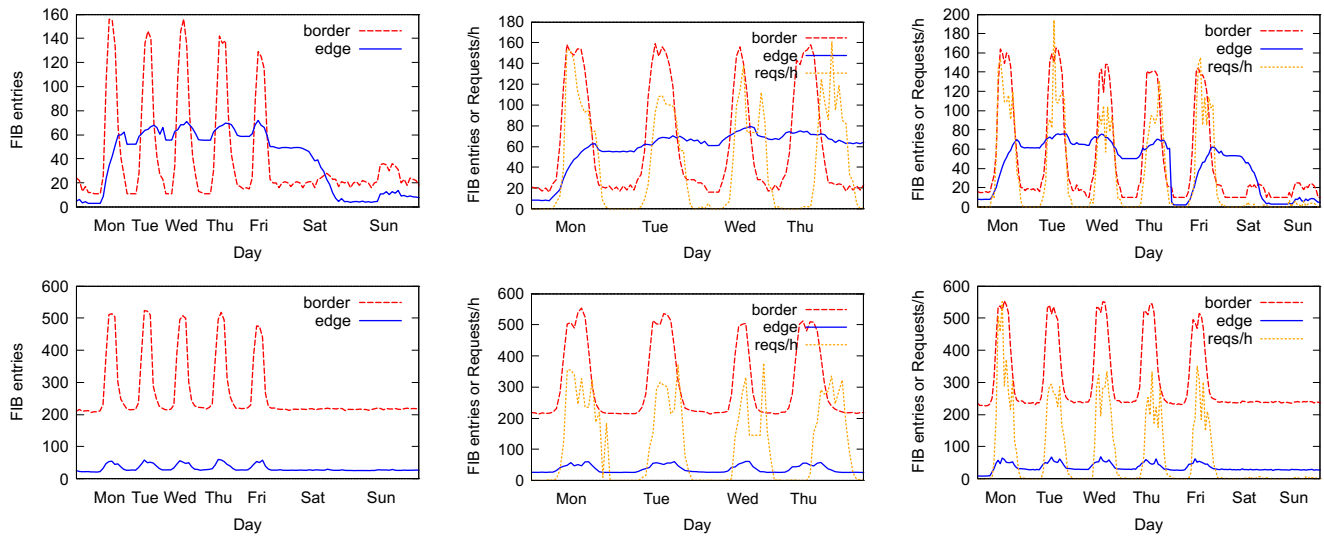 FIB entries
160
140
120
100
80
60
40
20
0
border
edge
Mon Tue Wed Thu Fri Sat Sun
Day
FIB entries or Requests/h
180
160
140
120
100
80
60
40
20
0
border
edge
reqs/h
Mon Tue Wed Thu
Day
FIB entries or Requests/h
200
180
160
140
120
100
80
60
40
20
0
border
edge
reqs/h
Mon Tue Wed Thu Fri Sat Sun
Day
FIB entries
600
500
400
300
200
100
0
border
edge
Mon Tue Wed Thu Fri Sat Sun
Day
FIB entries or Requests/h
600
500
400
300
200
100
0
border
edge
reqs/h
Mon Tue Wed Thu
Day
FIB entries or Requests/h
600
500
400
300
200
100
0
border
edge
reqs/h
Mon Tue Wed Thu Fri Sat Sun
Day